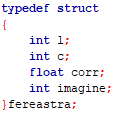 typedef struct
{
    int l;
    int c;
    float corr;
    int imagine;
}fereastra;